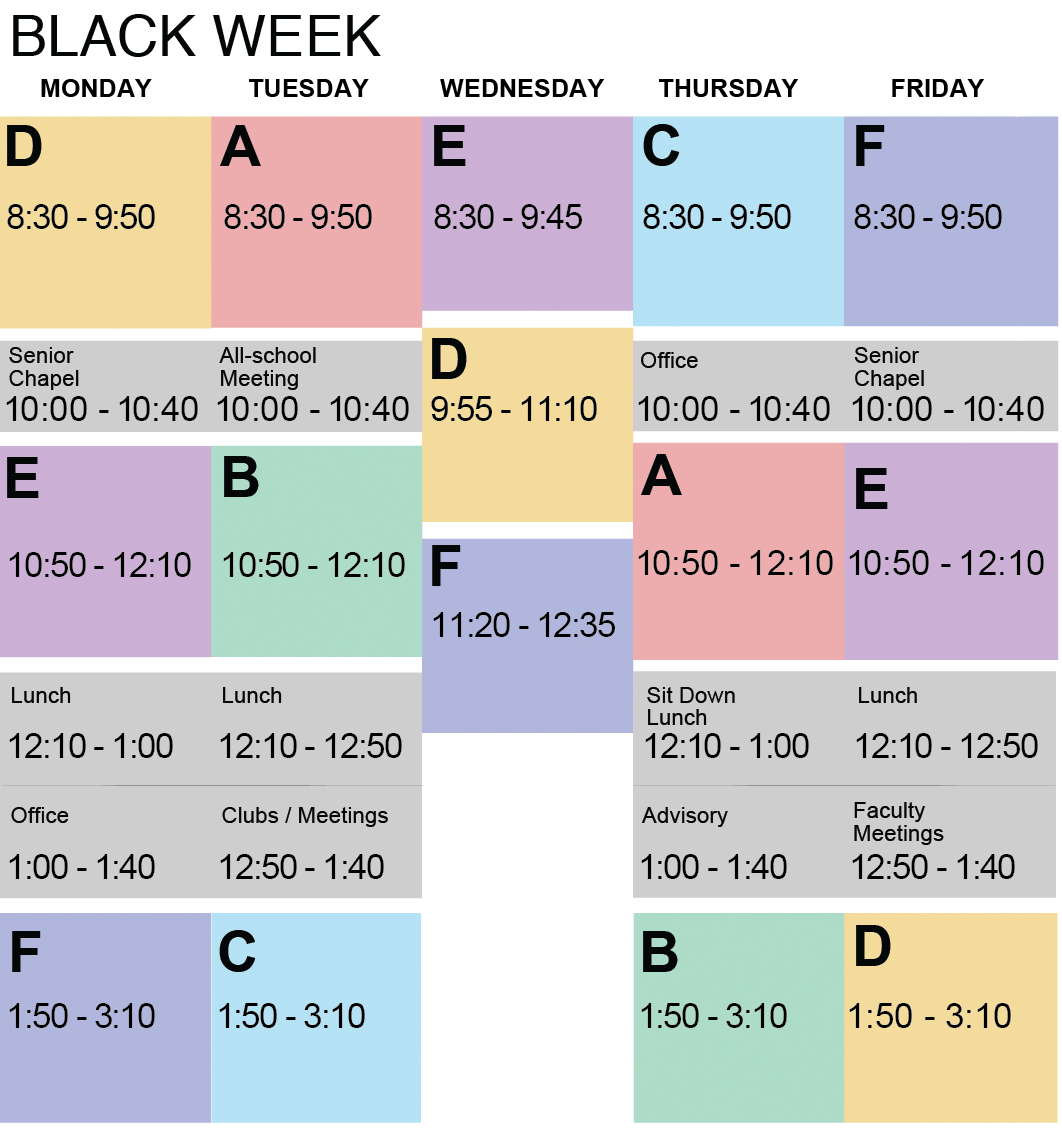 BLACK WEEK
MONDAY TUESDAY WEDNESDAY THURSDAY FRIDAY
D A E C F
8:30 - 9:50 8:30 - 9:50 8:30 - 9:45 8:30 - 9:50 8:30 - 9:50
Senior All-school D Office Senior
Chapel Meeting Chapel
10:00 - 10:40 10:00 - 10:40 9:55 - 11:10 10:00 - 10:40 10:00 - 10:40
E B A E
10:50 - 12:10 10:50 - 12:10 F 10:50 - 12:10 10:50 - 12:10
11:20 - 12:35
Lunch Lunch Sit Down Lunch
Lunch
12:10 - 1:00 12:10 - 12:50 12:10 - 1:00 12:10 - 12:50
Office Clubs / Meetings Advisory Faculty
Meetings
1:00 - 1:40 12:50 - 1:40 1:00 - 1:40 12:50 - 1:40
F C B D
1:50 - 3:10 1:50 - 3:10 1:50 - 3:10 1:50 - 3:10